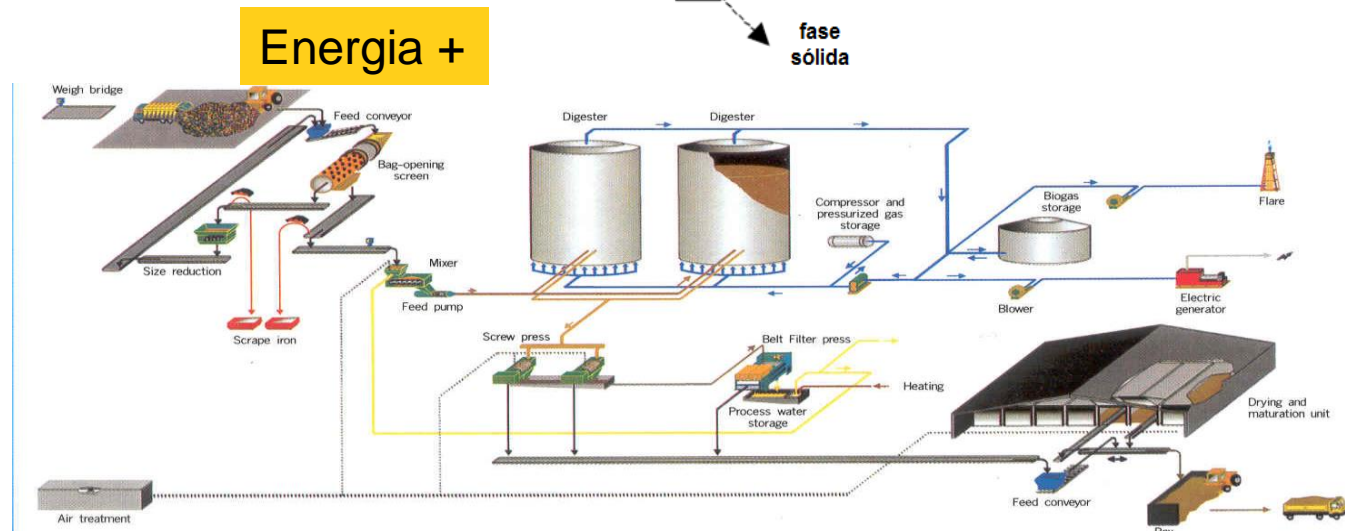 Energia +
fase
sólida
Weigh bridge
Feed conveyor
Bag-opening
screen
Size reduction
Scrape iron
Mixer
Feed pump
Digester
Digester
Compressor and
pressurized gas
storage
Biogas
storage
Flare
Blower
Electric
generator
Screw press
Belt Filter press
Heating
Process water
storage
Drying and
maturation unit
Feed conveyor
Air treatment